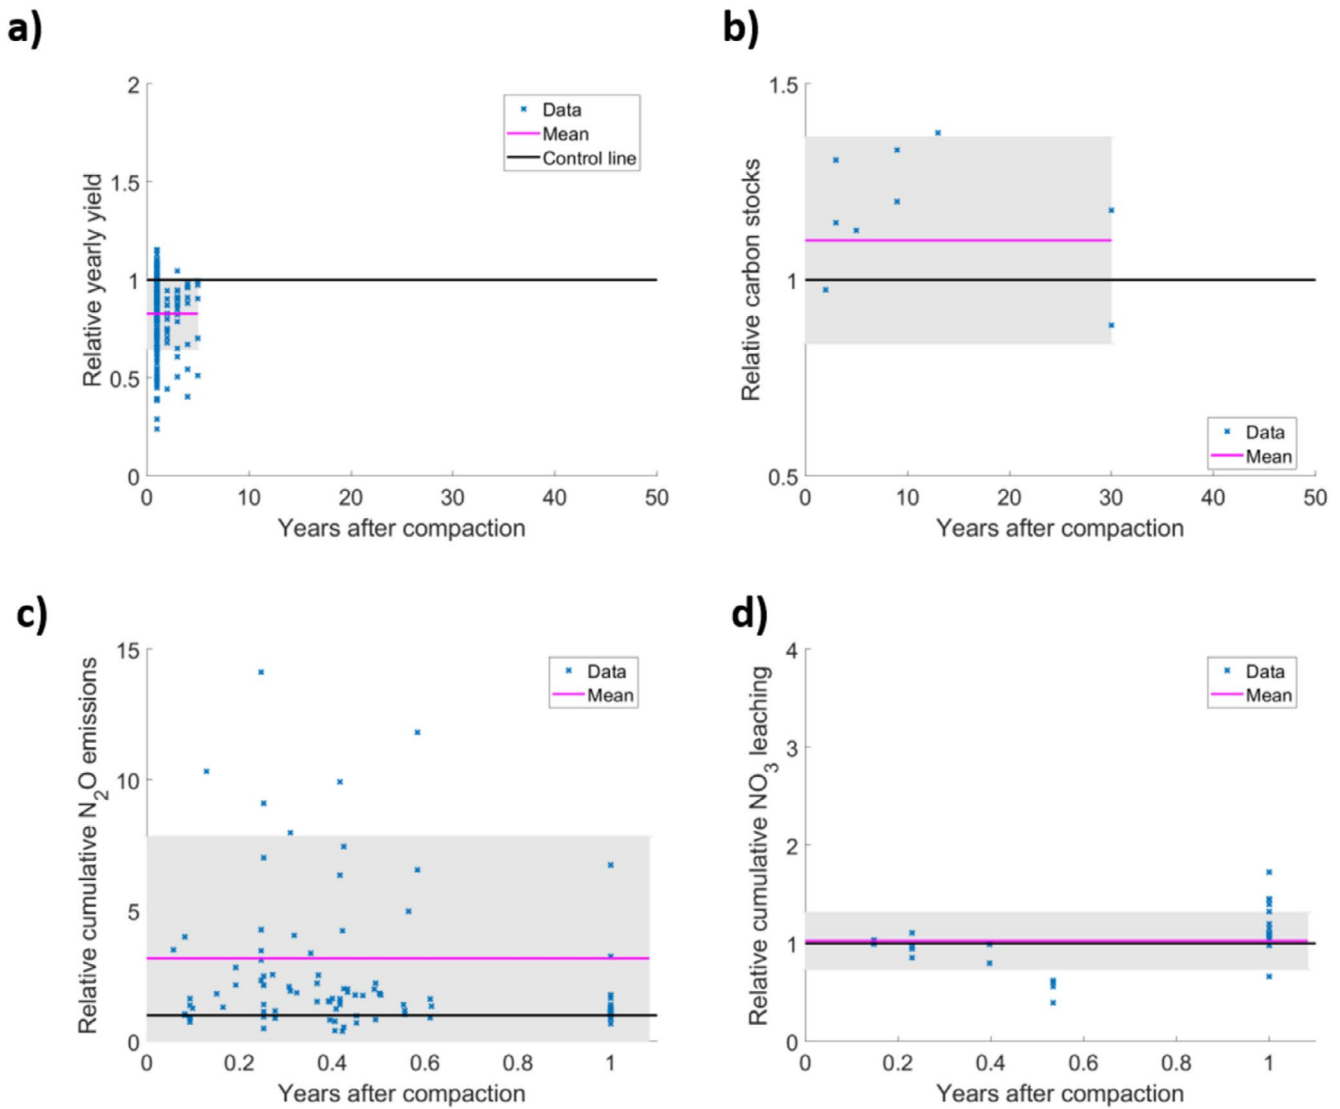 a)
Relative yearly yield
2
1.5
1
0.5
0
0 10 20 30 40 50
Years after compaction
Data
Mean
Control line
b)
Relative carbon stocks
1.5
1
0.5
0 10 20 30 40 50
Years after compaction
Data
Mean
c)
Relative cumulative N2O emissions
15
10
5
0
0 0.2 0.4 0.6 0.8 1
Years after compaction
Data
Mean
d)
Relative cumulative NO3 leaching
4
3
2
1
0
0 0.2 0.4 0.6 0.8 1
Years after compaction
Data
Mean